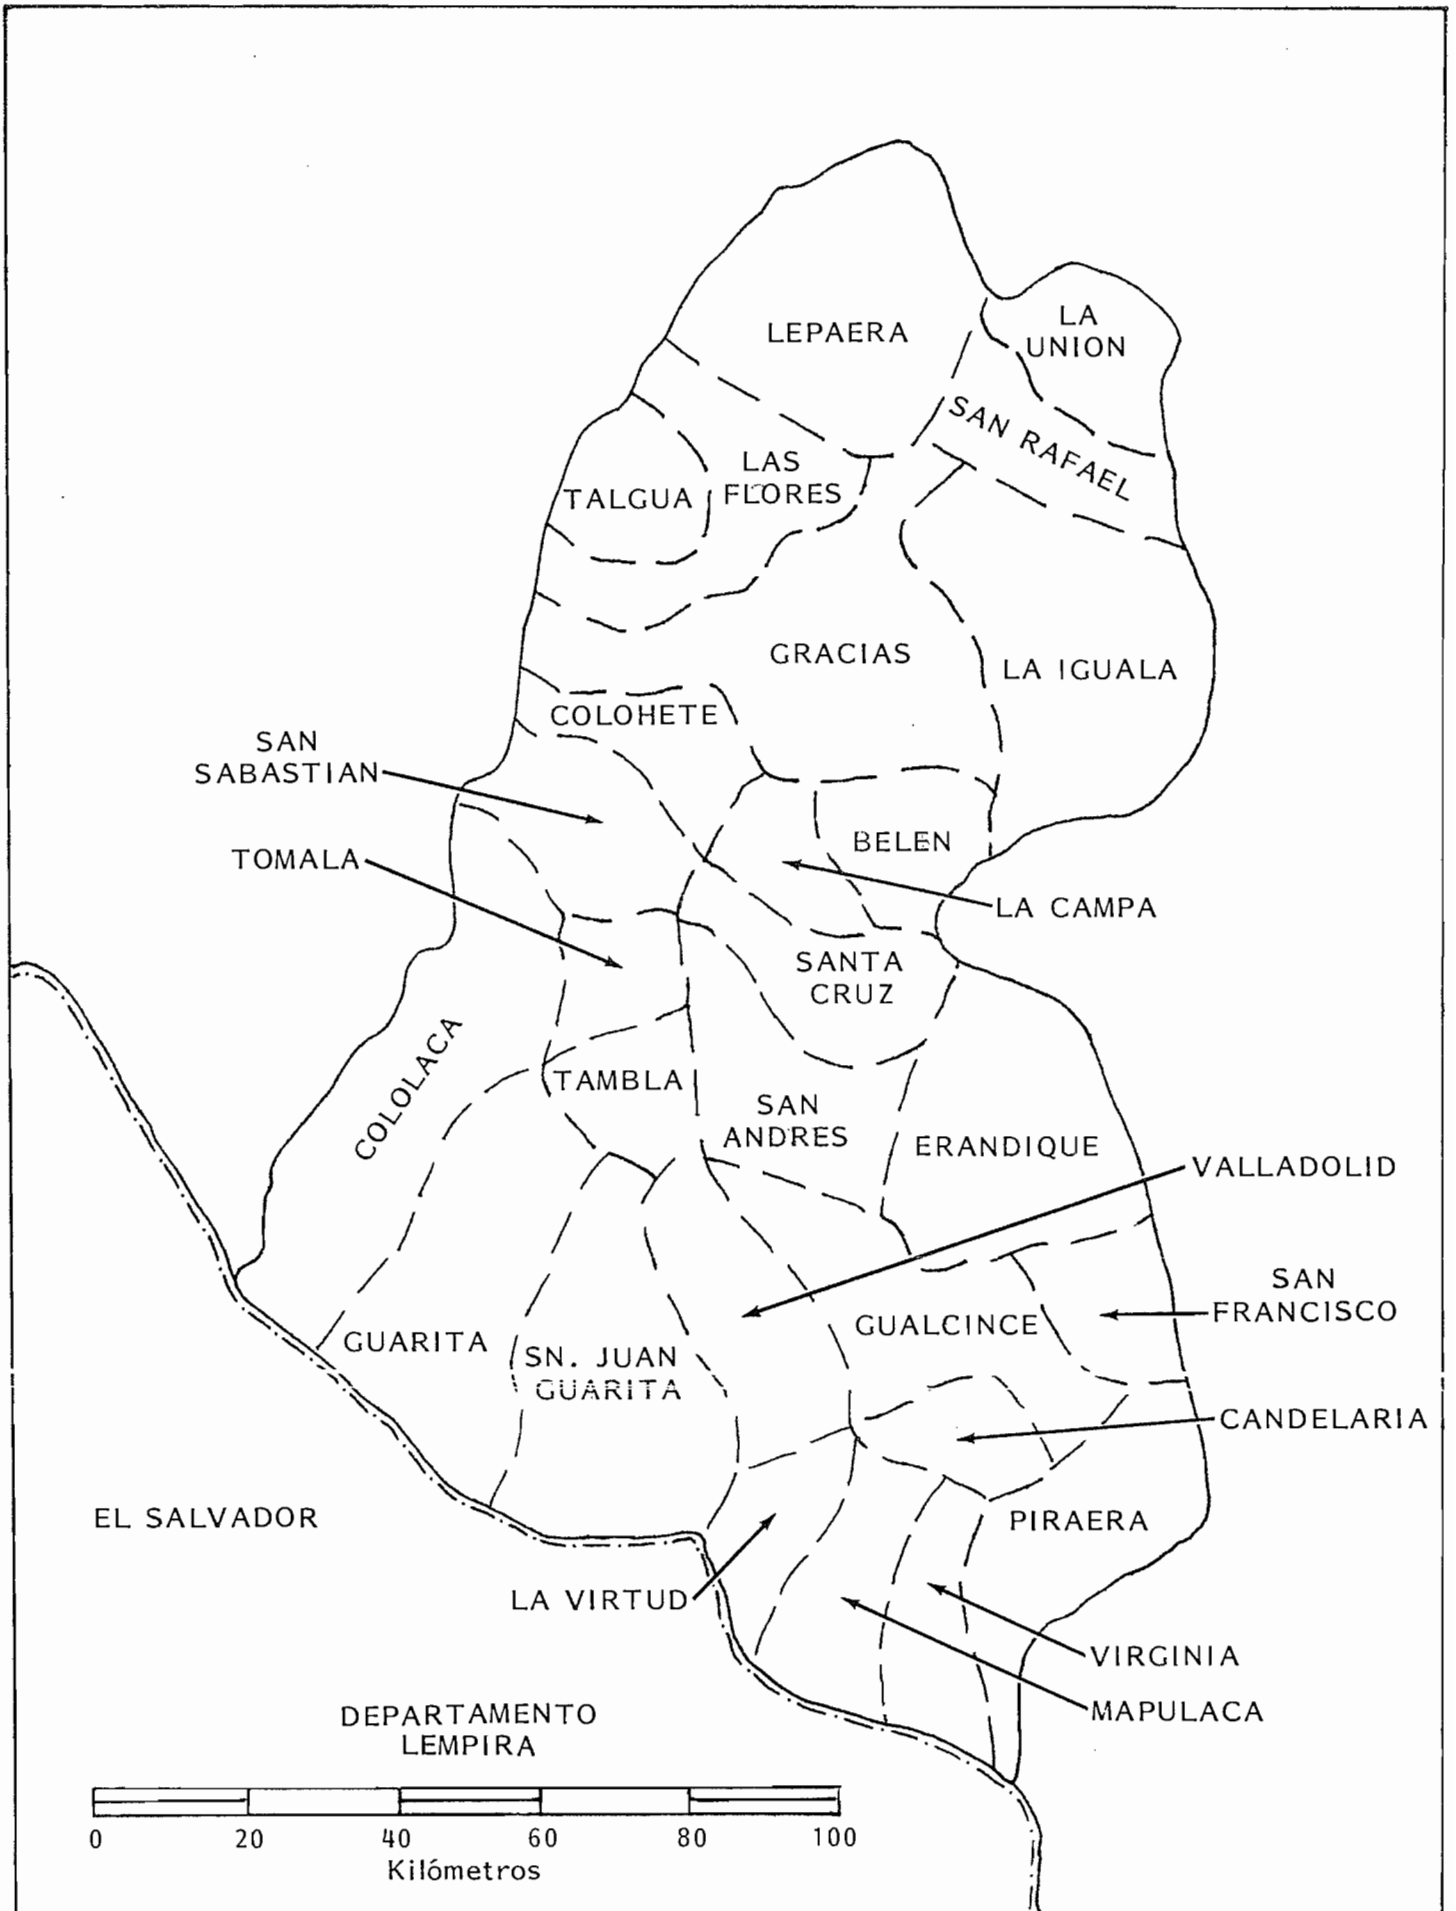 LEPAERA
LA
UNION
SAN RAFAEL
LAS
FLORES
TALGUA
GRACIAS
LA IGUALA
COLOHETE
SAN
SABASTIAN
TOMALA
BELEN
LA CAMPA
SANTA
CRUZ
COLOLACA
TAMBLA
SAN
ANDRES
ERANDIQUE
VALLADOLID
SAN
FRANCISCO
GUALCINCE
GUARITA
SN. JUAN
GUARITA
CANDELARIA
EL SALVADOR
PIRAERA
LA VIRTUD
VIRGINIA
MAPULACA
DEPARTAMENTO
LEMPIRA
0 20 40 60 80 100
Kilómetros